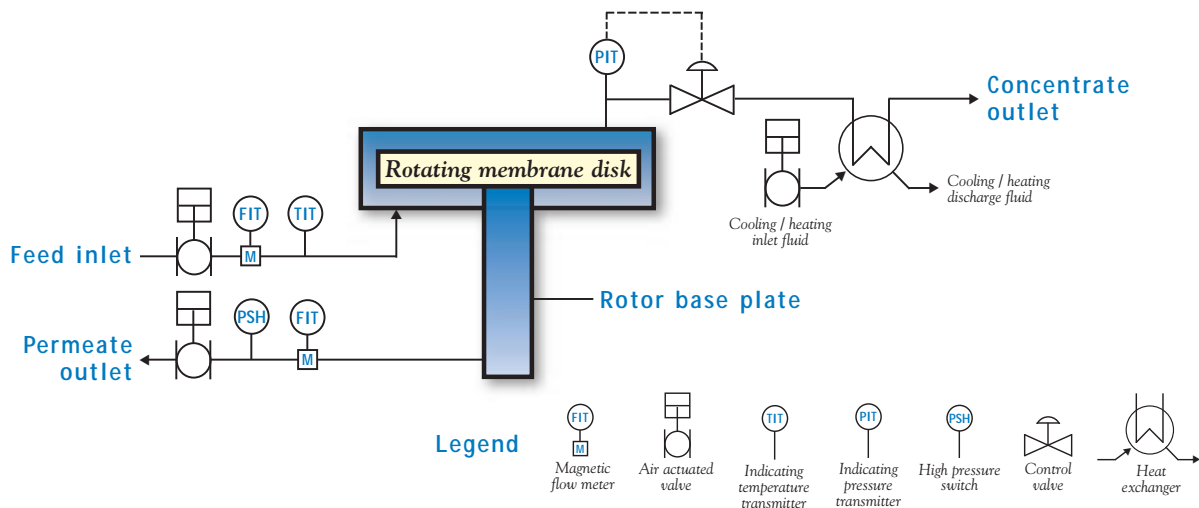 PIT
Concentrate
outlet
Rotating membrane disk
Cooling / heating
discharge fluid
Cooling / heating
inlet fluid
FIT
TIT
Feed inlet
M
Rotor base plate
PSH
FIT
Permeate
outlet
M
Legend
FIT
M
Magnetic
flow meter
Air actuated
valve
TIT
Indicating
temperature
transmitter
PIT
Indicating
pressure
transmitter
PSH
High pressure
switch
Control
valve
Heat
exchanger